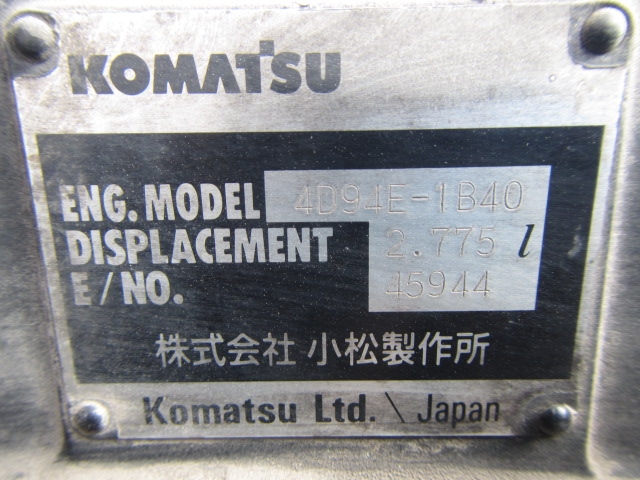 KOMATSU
ENG. MODEL 4D94E-1B40
DISPLACEMENT 2.775 l
E/NO. 45944
株式会社 小松製作所
Komatsu Ltd. \ Japan